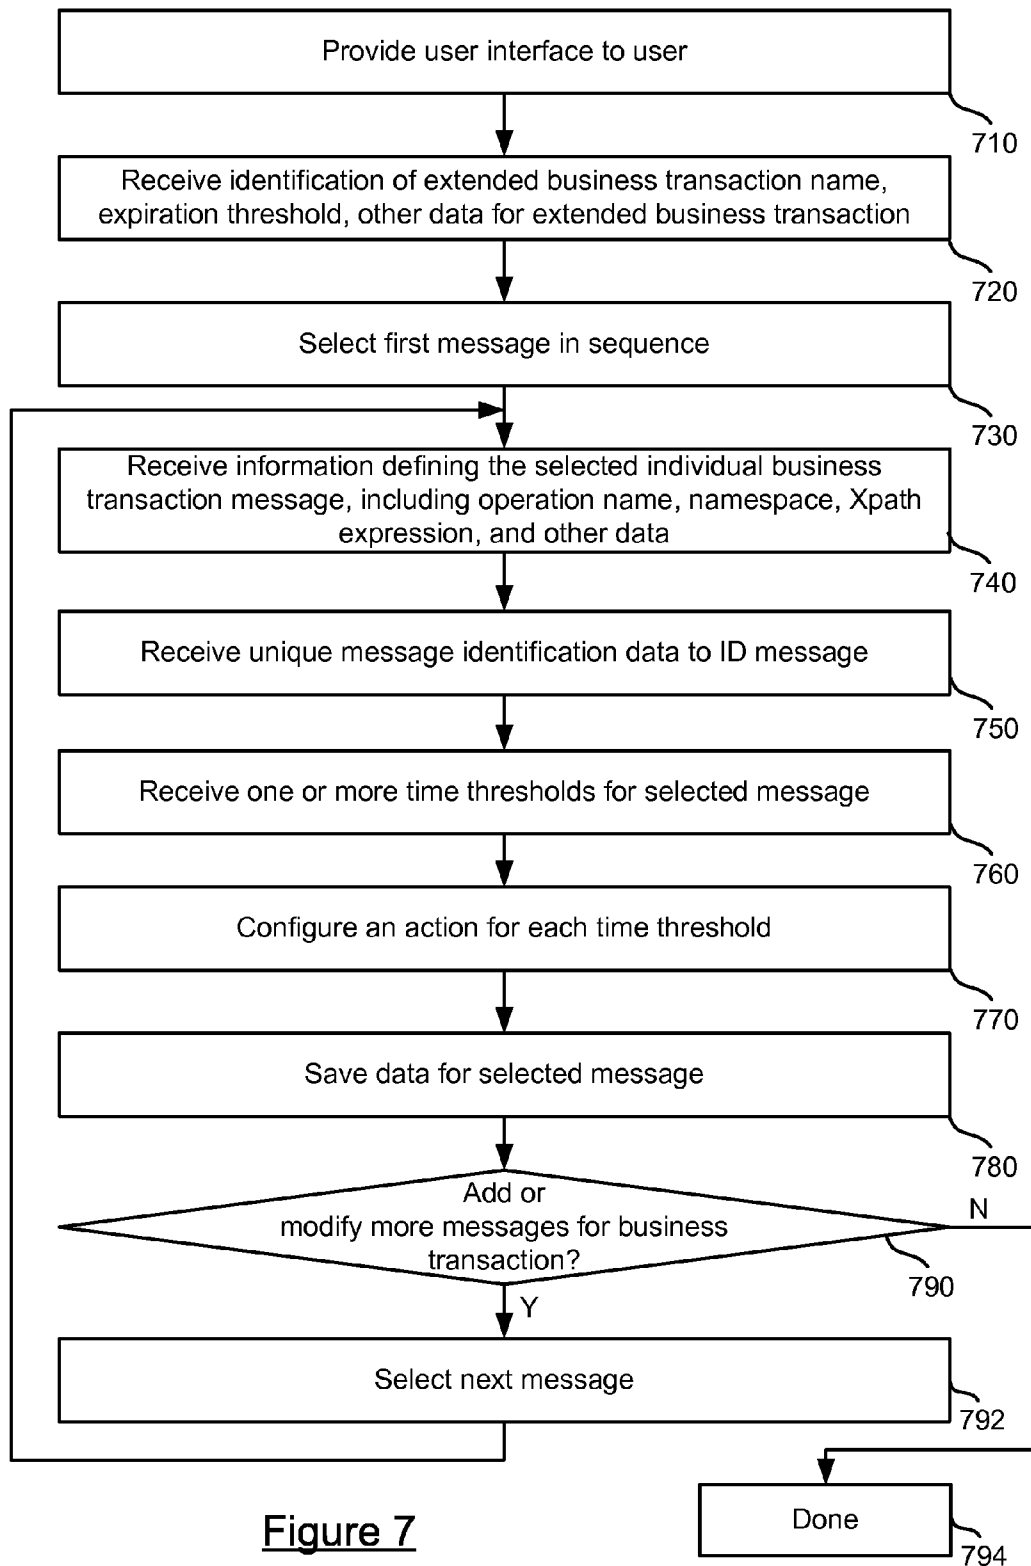 Provide user interface to user
710
Receive identification of extended business transaction name,
expiration threshold, other data for extended business transaction
720
Select first message in sequence
730
Receive information defining the selected individual business
transaction message, including operation name, namespace, Xpath
expression, and other data
740
Receive unique message identification data to ID message
750
Receive one or more time thresholds for selected message
760
Configure an action for each time threshold
770
Save data for selected message
780
Add or
modify more messages for business
transaction?
N
790
Y
Select next message
792
Done
794
Figure 7